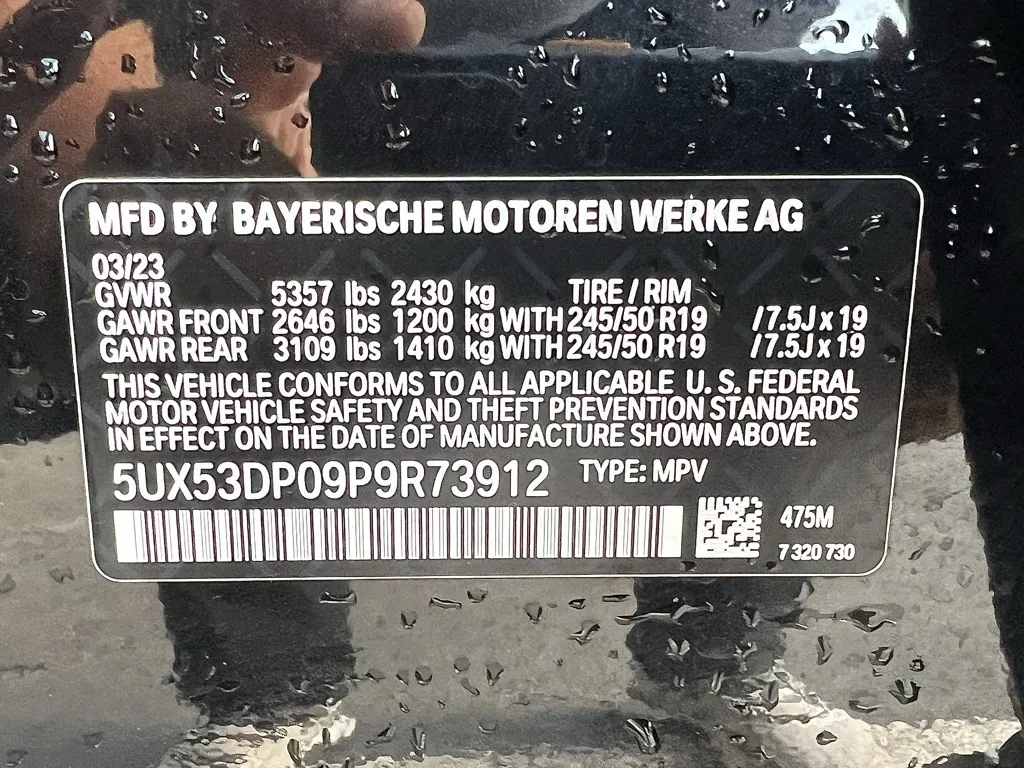 MFD BY BAYERISCHE MOTOREN WERKE AG
03/23
GVWR 5357 lbs 2430 kg TIRE / RIM
GAWR FRONT 2646 lbs 1200 kg WITH 245/50 R19 / 7.5J x 19
GAWR REAR 3109 lbs 1410 kg WITH 245/50 R19 / 7.5J x 19
THIS VEHICLE CONFORMS TO ALL APPLICABLE U. S. FEDERAL
MOTOR VEHICLE SAFETY AND THEFT PREVENTION STANDARDS
IN EFFECT ON THE DATE OF MANUFACTURE SHOWN ABOVE.
5UX53DP09P9R73912 TYPE: MPV
475M
7 320 730